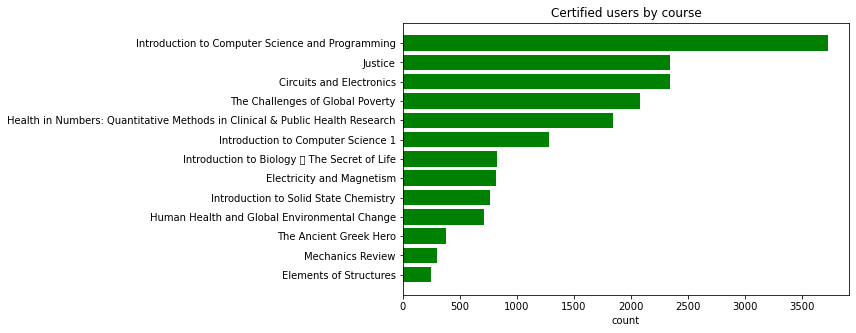 Certified users by course
Introduction to Computer Science and Programming
Justice
Circuits and Electronics
The Challenges of Global Poverty
Health in Numbers: Quantitative Methods in Clinical & Public Health Research
Introduction to Computer Science 1
Introduction to Biology  The Secret of Life
Electricity and Magnetism
Introduction to Solid State Chemistry
Human Health and Global Environmental Change
The Ancient Greek Hero
Mechanics Review
Elements of Structures
0 500 1000 1500 2000 2500 3000 3500
count